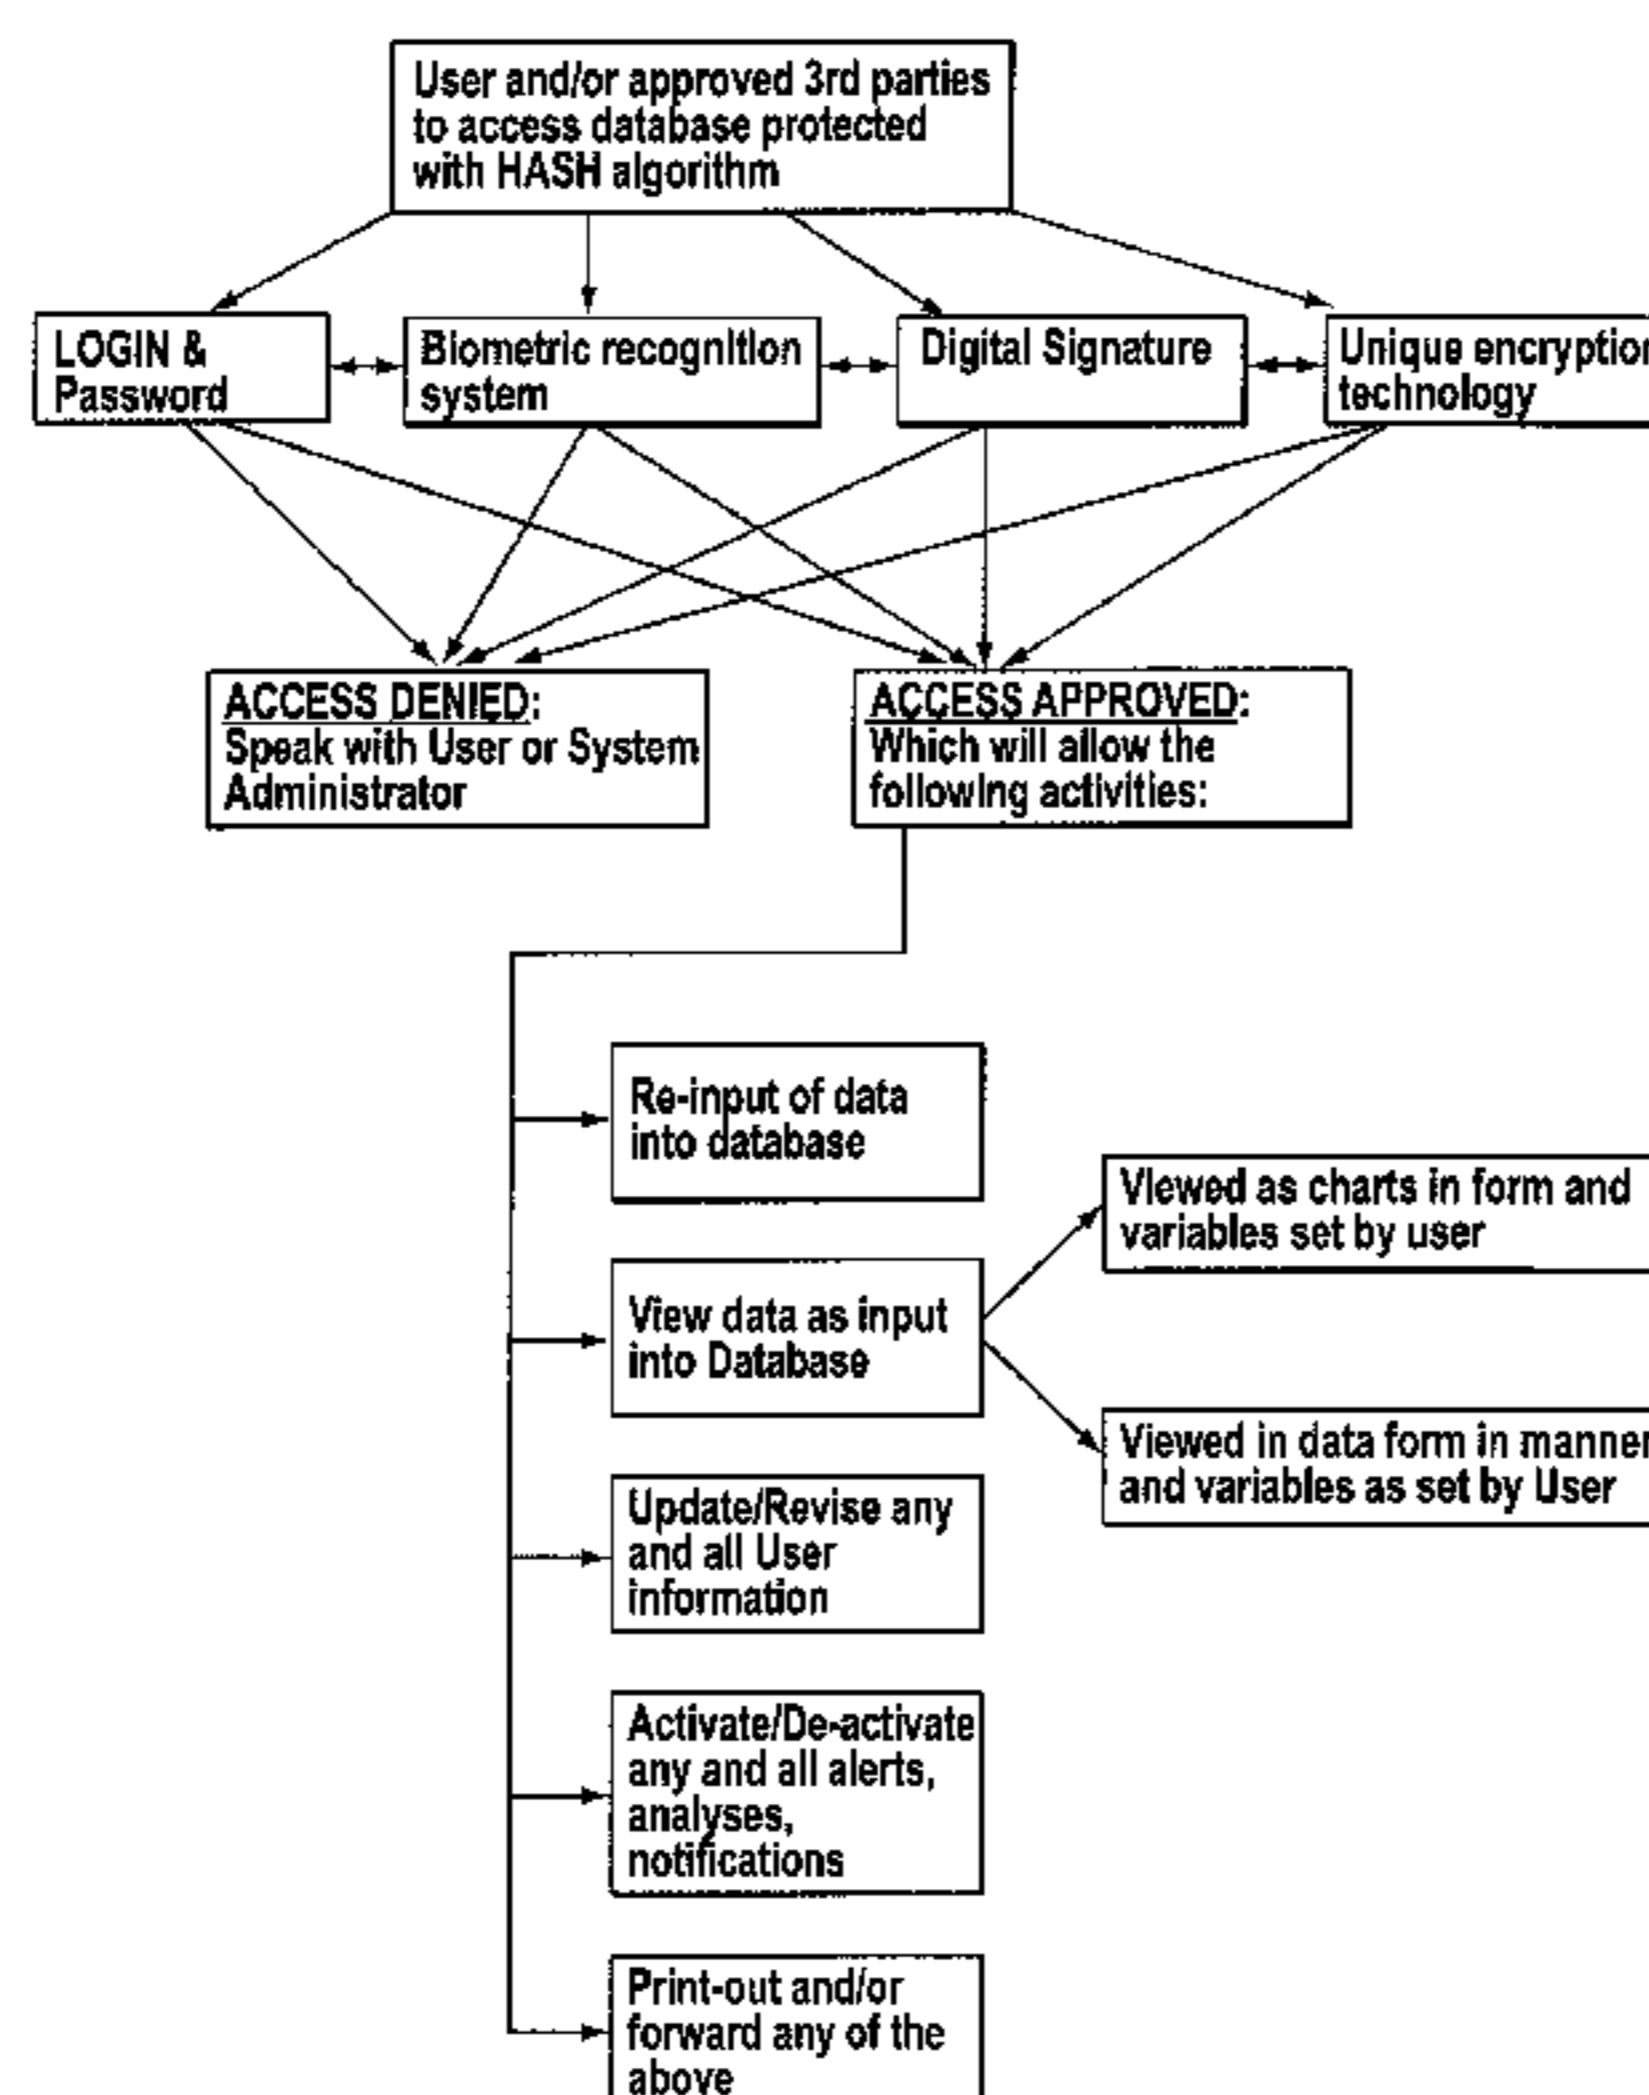 User and/or approved 3rd parties
to access database protected
with HASH algorithm
LOGIN &
Password
Biometric recognition
system
Digital Signature
Unique encryption
technology
ACCESS DENIED:
Speak with User or System
Administrator
ACCESS APPROVED:
Which will allow the
following activities:
Re-input of data
into database
Viewed as charts in form and
variables set by user
View data as input
into Database
Viewed in data form in manner
and variables as set by User
Update/Revise any
and all User
information
Activate/De-activate
any and all alerts,
analyses,
notifications
Print-out and/or
forward any of the
above